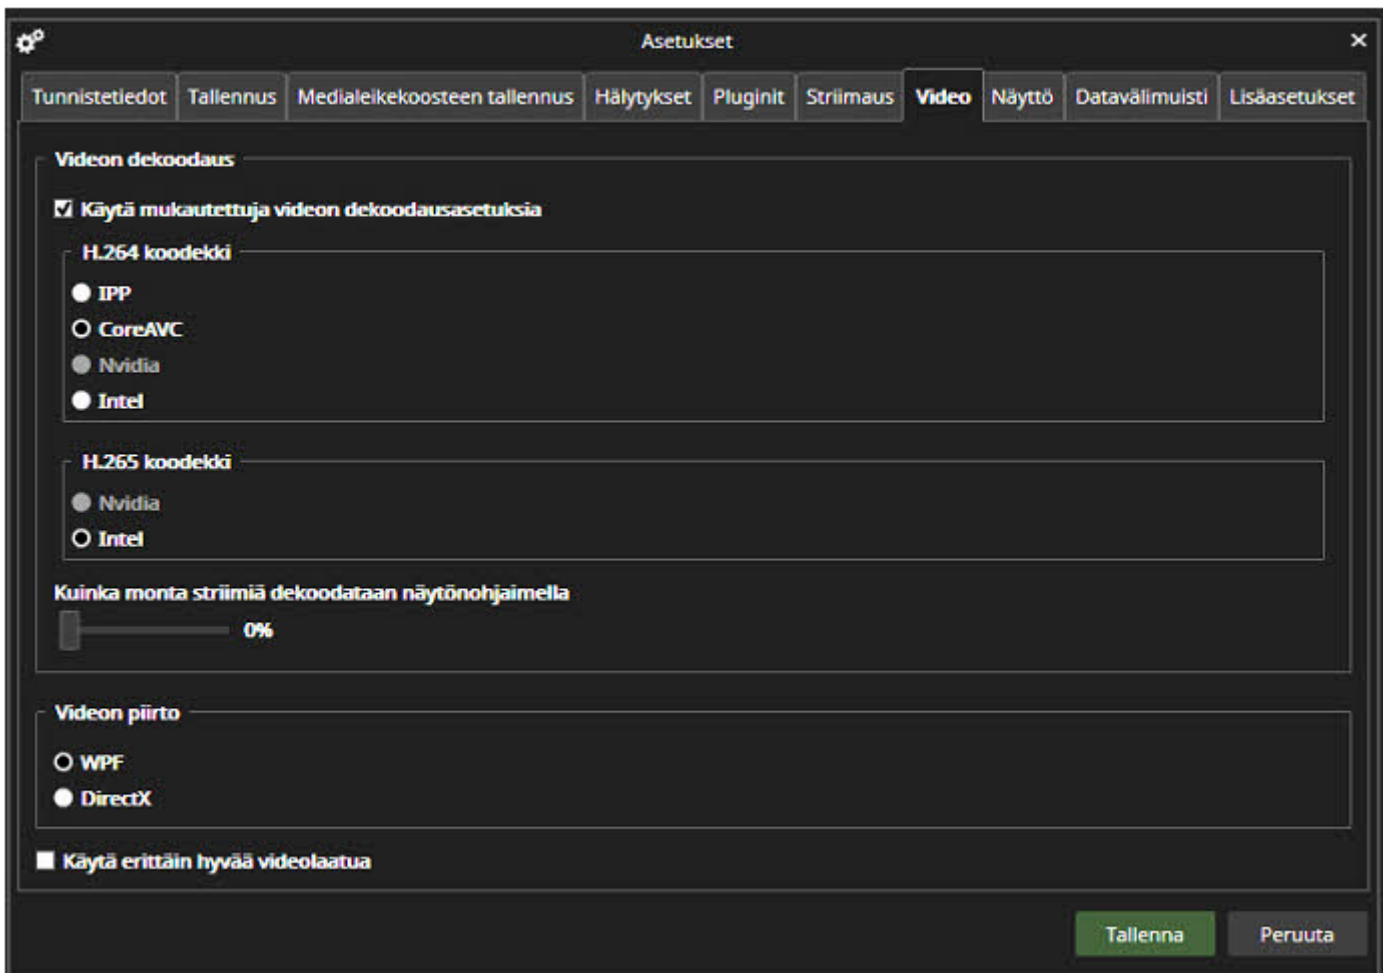 Asetukset
Tunnistetiedot Tallennus Medialeikekoosteen tallennus Hälytykset Pluginit Striimaus Video Näyttö Datavälimuisti Lisäasetukset
Videon dekoodaus
Käytä mukautettuja videon dekoodausasetuksia
H.264 koodekki
IPP
CoreAVC
Nvidia
Intel
H.265 koodekki
Nvidia
Intel
Kuinka monta striimiä dekoodataan näytönohjaimella
0%
Videon piirto
WPF
DirectX
Käytä erittäin hyvää videolaatua
Tallenna Peruuta